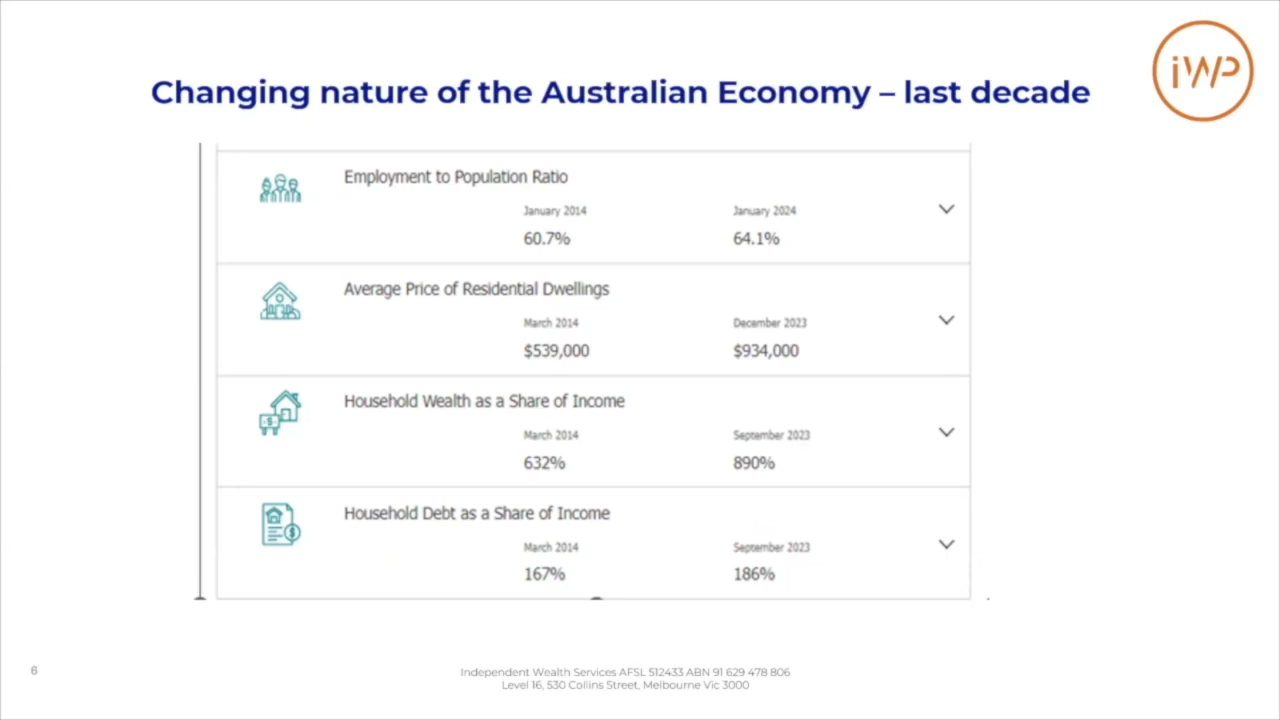 iWP
Changing nature of the Australian Economy – last decade
Employment to Population Ratio
January 2014 January 2024
60.7% 64.1%
Average Price of Residential Dwellings
March 2014 December 2023
$539,000 $934,000
$
Household Wealth as a Share of Income
March 2014 September 2023
632% 890%
$
Household Debt as a Share of Income
March 2014 September 2023
167% 186%
6
Independent Wealth Services AFSL 512433 ABN 91 629 478 806
Level 16, 530 Collins Street, Melbourne Vic 3000